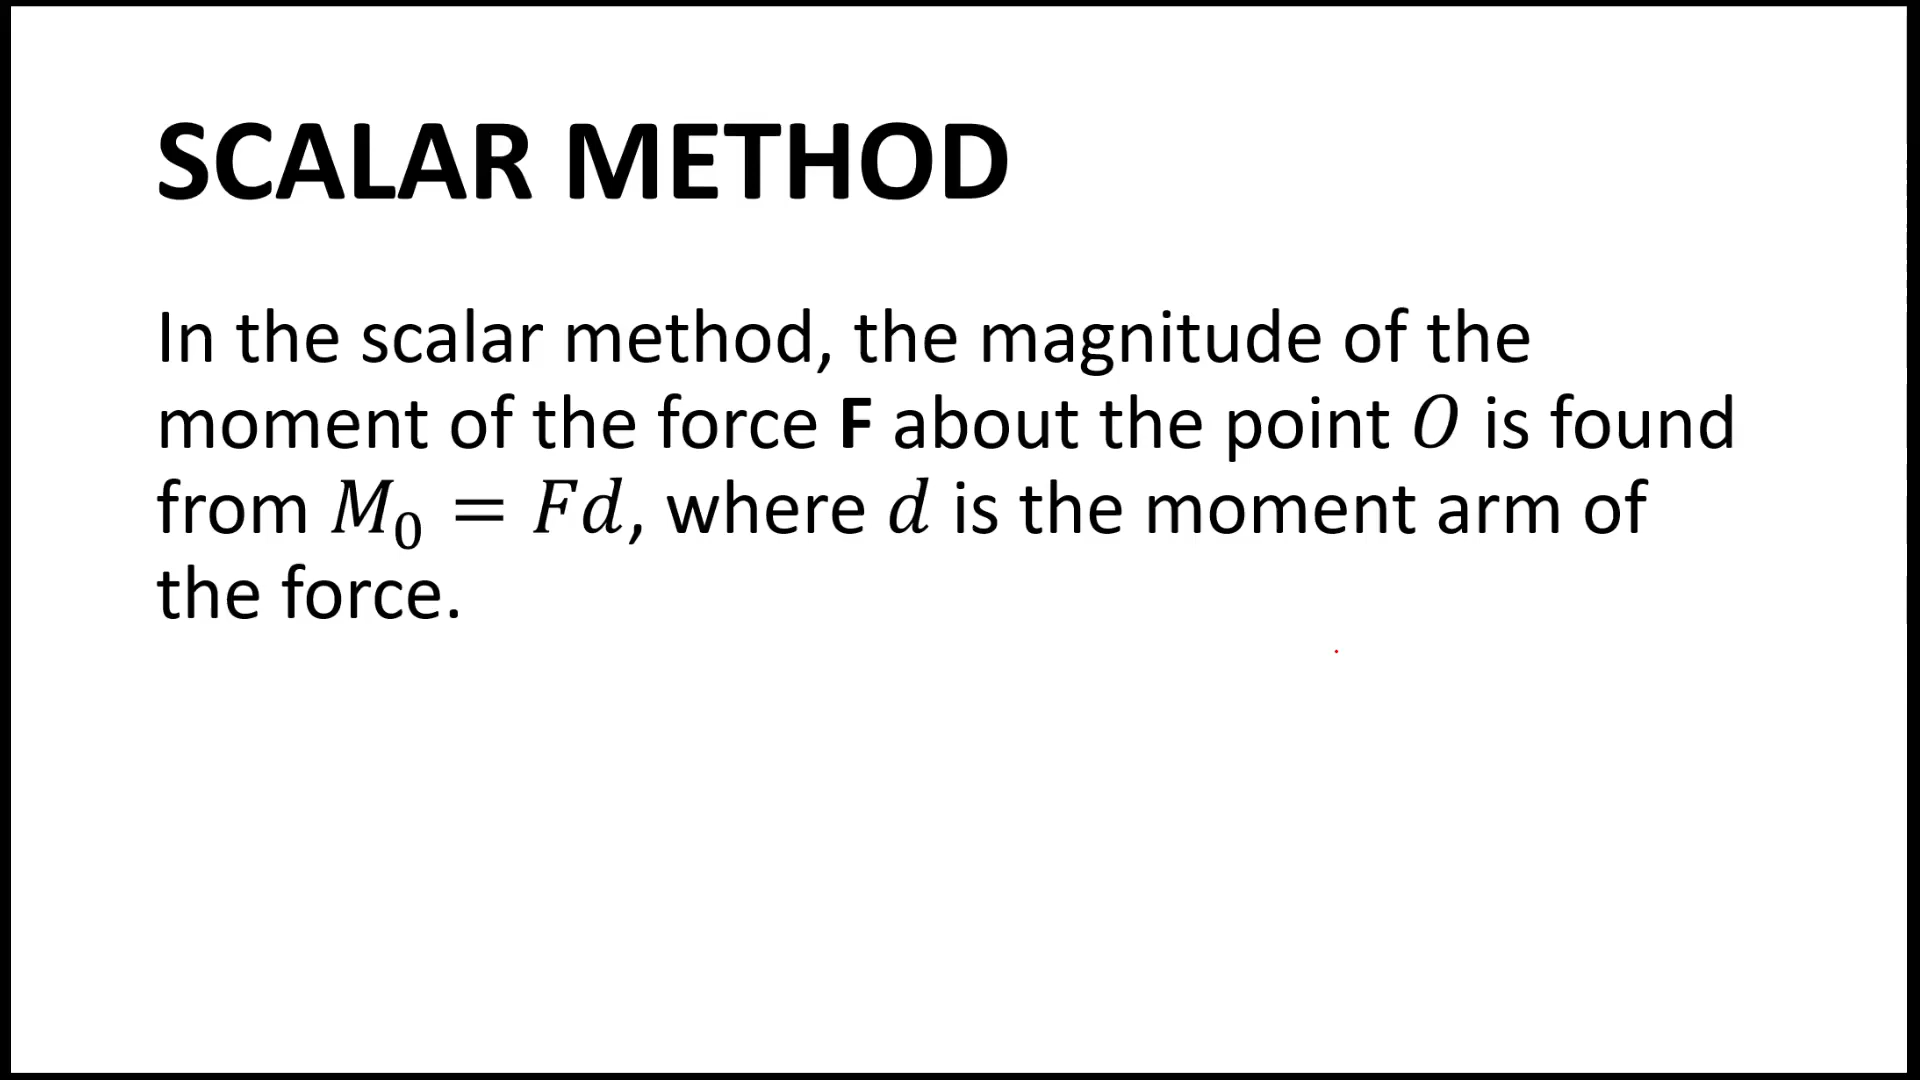 SCALAR METHOD
In the scalar method, the magnitude of the
moment of the force F about the point O is found
from M₀ = Fd, where d is the moment arm of
the force.